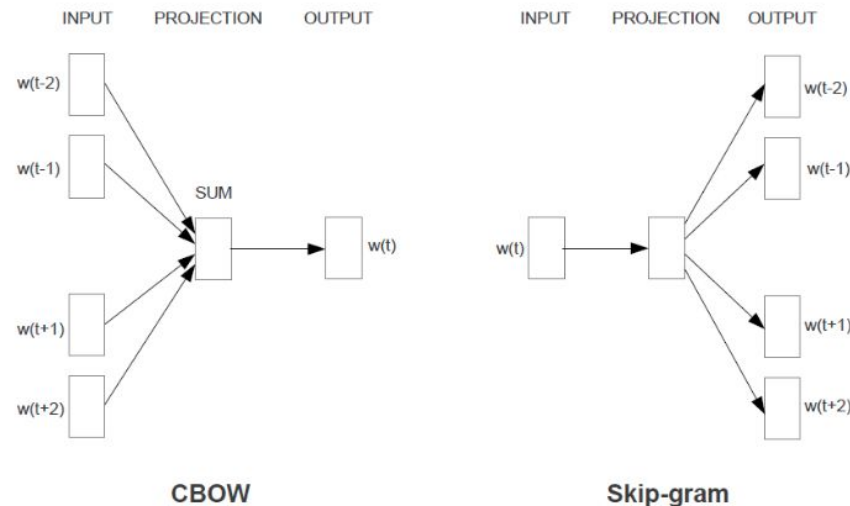 INPUT PROJECTION OUTPUT
w(t-2)
w(t-1)
SUM
w(t)
w(t+1)
w(t+2)
CBOW
INPUT PROJECTION OUTPUT
w(t-2)
w(t-1)
w(t)
w(t+1)
w(t+2)
Skip-gram